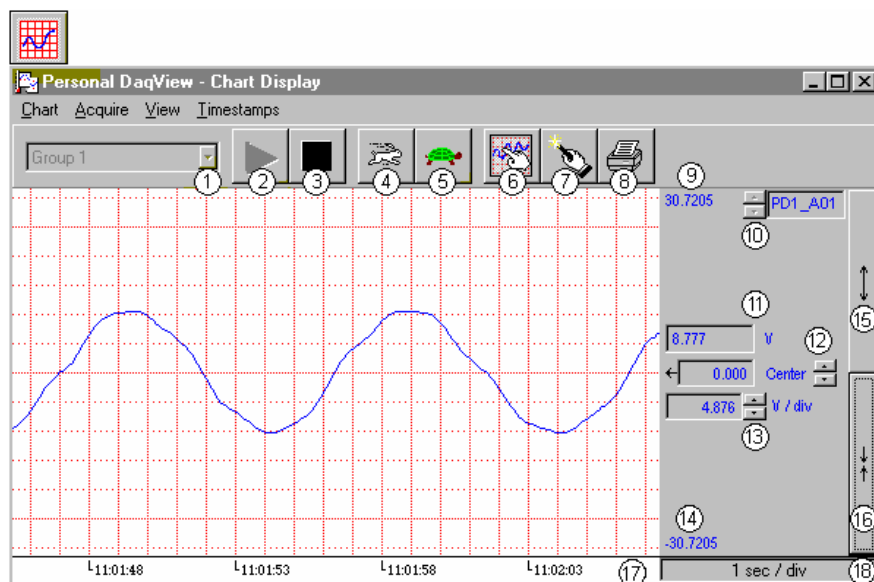 Personal DaqView - Chart Display
Chart Acquire View Timestamps
Group 1
1 2 3 4 5 6 7 8 9
30.7205 PD1_A01
10
11
8.777 V 12 15
0.000 Center
4.876 V / div
13
14 16
-30.7205
11:01:48 11:01:53 11:01:58 11:02:03 17 1 sec / div 18